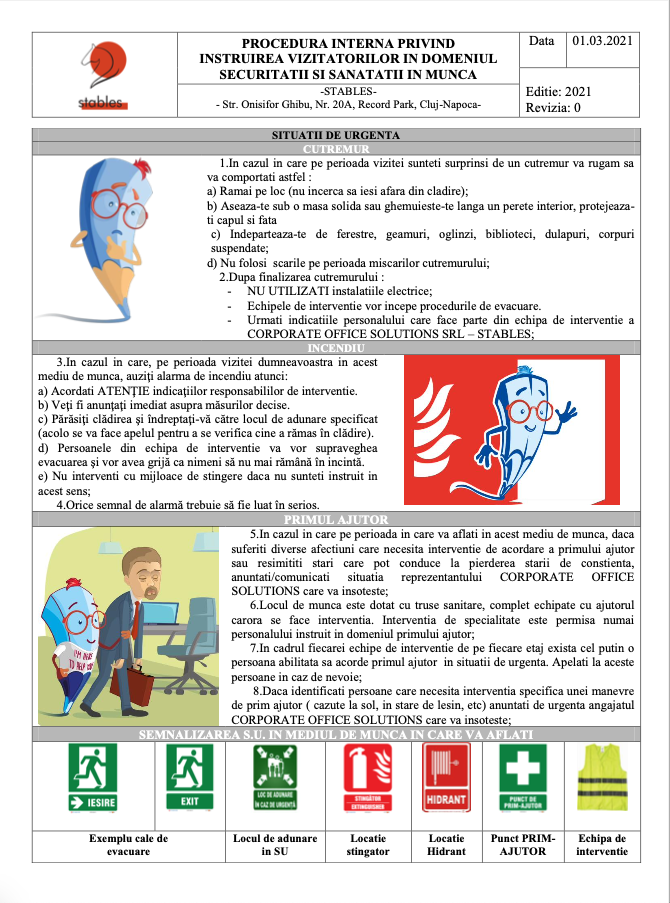 stables
PROCEDURA INTERNA PRIVIND
INSTRUIREA VIZITATORILOR IN DOMENIUL
SECURITATII SI SANATATII IN MUNCA
-STABLES-
- Str. Onisifor Ghibu, Nr. 20A, Record Park, Cluj-Napoca-
Data
01.03.2021
Editie: 2021
Revizia: 0
SITUATII DE URGENTA
CUTREMUR
1.In cazul in care pe perioada vizitei sunteti surprinsi de un cutremur va rugam sa
va comportati astfel :
a) Ramai pe loc (nu incerca sa iesi afara din cladire);
b) Aseaza-te sub o masa solida sau ghemuieste-te langa un perete interior, protejeaza-
ti capul si fata
c) Indeparteaza-te de ferestre, geamuri, oglinzi, biblioteci, dulapuri, corpuri
suspendate;
d) Nu folosi scarile pe perioada miscarilor cutremurului;
2.Dupa finalizarea cutremurului :
- NU UTILIZATI instalatiile electrice;
- Echipele de interventie vor incepe procedurile de evacuare.
- Urmati indicatiile personalului care face parte din echipa de interventie a
CORPORATE OFFICE SOLUTIONS SRL – STABLES;
INCENDIU
3.In cazul in care, pe perioada vizitei dumneavoastra in acest
mediu de munca, auziți alarma de incendiu atunci:
a) Acordati ATENȚIE indicațiilor responsabililor de interventie.
b) Veți fi anunțați imediat asupra măsurilor decise.
c) Părăsiți clădirea și îndreptați-vă către locul de adunare specificat
(acolo se va face apelul pentru a se verifica cine a rămas în clădire).
d) Persoanele din echipa de interventie va vor supraveghea
evacuarea și vor avea grijă ca nimeni să nu mai rămână în incintă.
e) Nu interventi cu mijloace de stingere daca nu sunteti instruit in
acest sens;
4.Orice semnal de alarmă trebuie să fie luat în serios.
PRIMUL AJUTOR
5.In cazul in care pe perioada in care va aflati in acest mediu de munca, daca
suferiti diverse afectiuni care necesita interventie de acordare a primului ajutor
sau resimititi stari care pot conduce la pierderea starii de constienta,
anuntati/comunicati situatia reprezentantului CORPORATE OFFICE
SOLUTIONS care va insoteste;
6.Locul de munca este dotat cu truse sanitare, complet echipate cu ajutorul
carora se face interventia. Interventia de specialitate este permisa numai
personalului instruit in domeniul primului ajutor;
7.In cadrul fiecarei echipe de interventie de pe fiecare etaj exista cel putin o
persoana abilitata sa acorde primul ajutor in situatii de urgenta. Apelati la aceste
persoane in caz de nevoie;
8.Daca identificati persoane care necesita interventia specifica unei manevre
de prim ajutor ( cazute la sol, in stare de lesin, etc) anuntati de urgenta angajatul
CORPORATE OFFICE SOLUTIONS care va insoteste;
I'M HERE
TO HELP
SEMNALIZAREA S.U. IN MEDIUL DE MUNCA IN CARE VA AFLATI
IESIRE
EXIT
LOC DE ADUNARE
ÎN CAZ DE URGENȚĂ
STINGĂTOR
EXTINGUISHER
HIDRANT
PUNCT DE
PRIM-AJUTOR
Exemplu cale de
evacuare
Locul de adunare
in SU
Locatie
stingator
Locatie
Hidrant
Punct PRIM-
AJUTOR
Echipa de
interventie